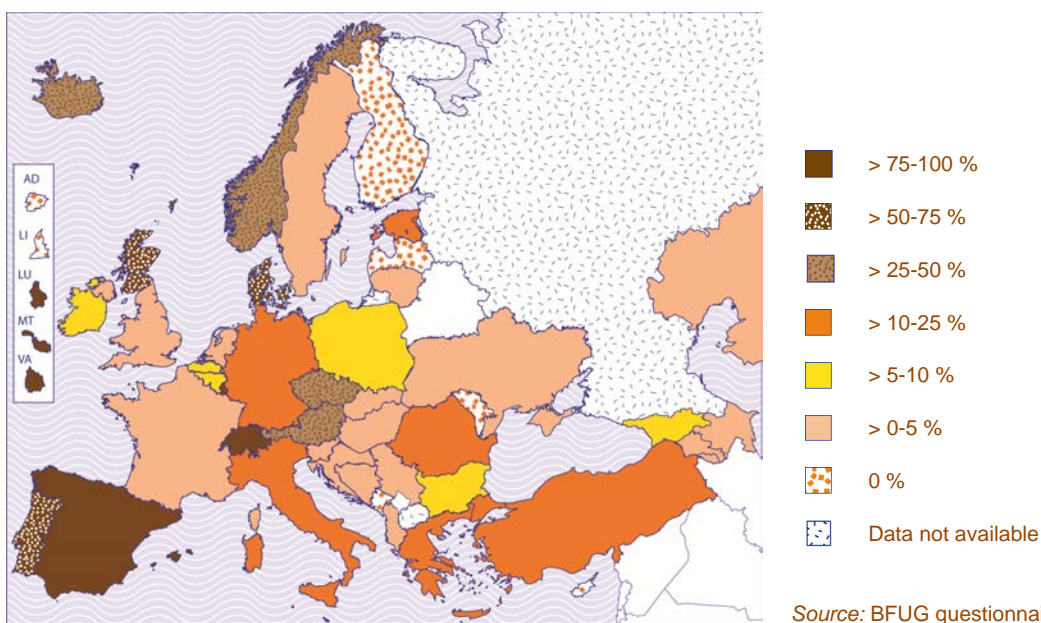 AD
LI
LU
MT
VA
> 75-100 %
> 50-75 %
> 25-50 %
> 10-25 %
> 5-10 %
> 0-5 %
0 %
Data not available
Source: BFUG questionna